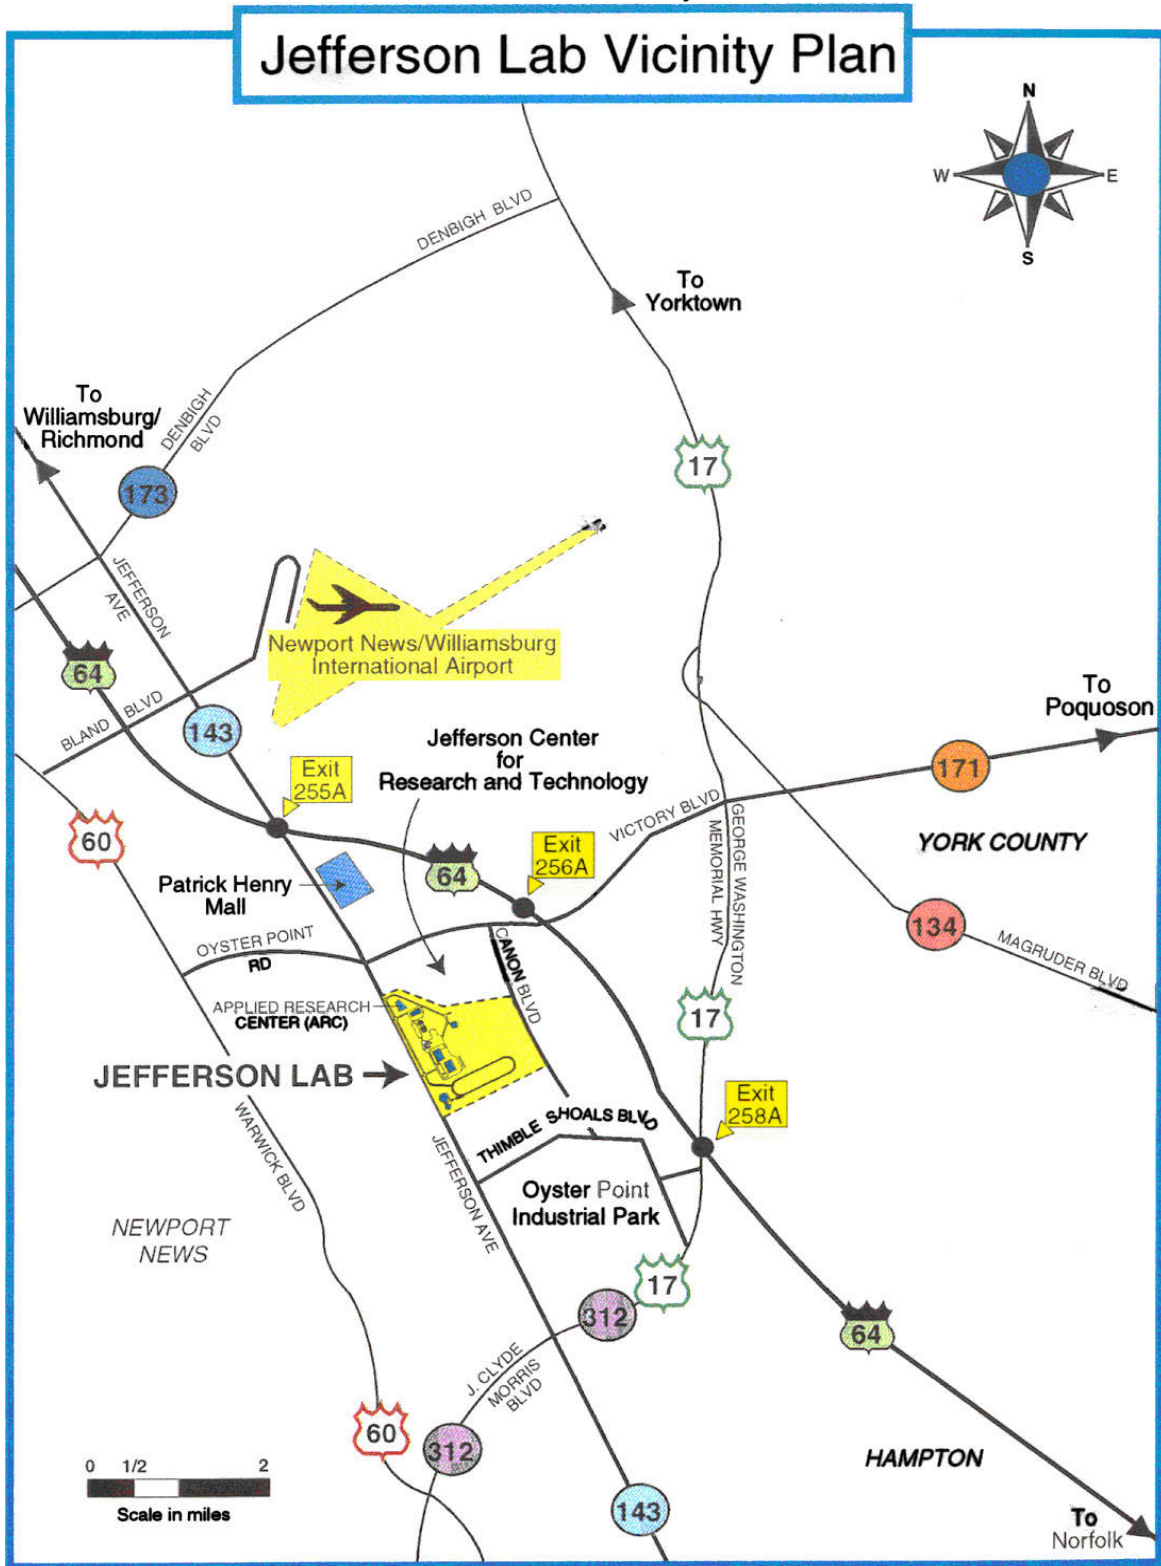 Jefferson Lab Vicinity Plan
N
W
E
S
DENBIGH BLVD
To
Yorktown
To
Williamsburg/
Richmond
DENBIGH
BLVD
17
173
JEFFERSON
AVE
Newport News/Williamsburg
International Airport
64
BLAND BLVD
143
To
Poquoson
Jefferson Center
for
Research and Technology
Exit
255A
171
VICTORY BLVD
60
Exit
256A
GEORGE WASHINGTON
MEMORIAL HWY
YORK COUNTY
64
Patrick Henry
Mall
134
OYSTER POINT
RD
CANON BLVD
MAGRUDER BLVD
APPLIED RESEARCH
CENTER (ARC)
17
JEFFERSON LAB
Exit
258A
THIMBLE SHOALS BLVD
WARWICK BLVD
JEFFERSON AVE
Oyster Point
Industrial Park
NEWPORT
NEWS
17
312
64
J. CLYDE
MORRIS
BLVD
60
312
HAMPTON
0 1/2 2
Scale in miles
143
To
Norfolk